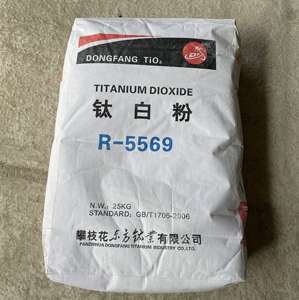 DONGFANG TiO₂
TITANIUM DIOXIDE
钛白粉
R-5569
N.W.: 25KG
STANDARD: GB/T1706-2006
攀枝花东方钛业有限公司
PANZHIHUA DONGFANG TITANIUM INDUSTRY CO.,LTD.